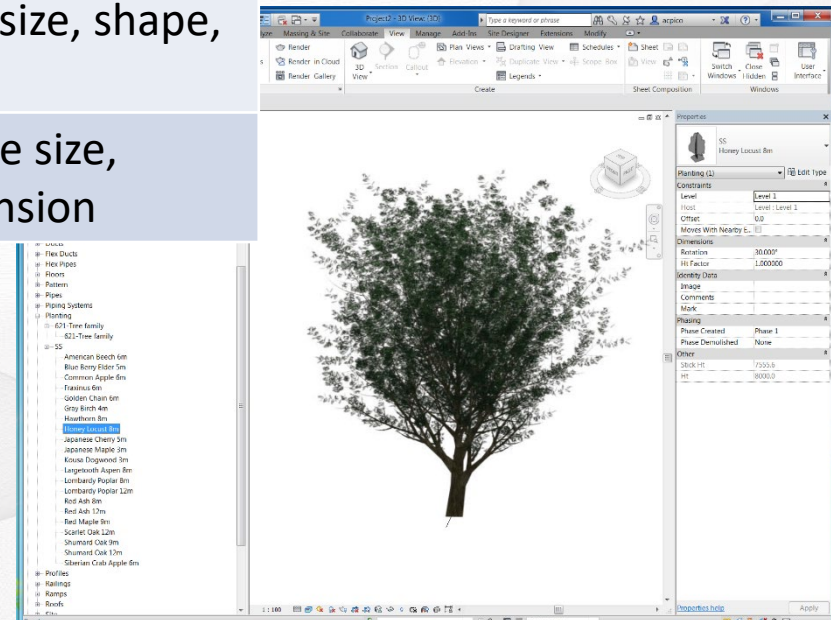 size, shape,
e size,
nsion
Project2 - 3D View: {3D}
Type a keyword or phrase
acpico
lyze Massing & Site Collaborate View Manage Add-Ins Site Designer Extensions Modify
Render
Render in Cloud
Render Gallery
3D View
Section
Callout
Plan Views
Elevation
Drafting View
Duplicate View
Legends
Schedules
Scope Box
Sheet
View
Switch Windows
Close Hidden
User Interface
Create
Sheet Composition
Windows
Ducts
Flex Ducts
Flex Pipes
Floors
Pattern
Pipes
Piping Systems
Planting
621-Tree family
621-Tree family
SS
American Beech 6m
Blue Berry Elder 5m
Common Apple 6m
Fraxinus 6m
Golden Chain 6m
Gray Birch 4m
Hawthorn 8m
Honey Locust 8m
Japanese Cherry 5m
Japanese Maple 3m
Kousa Dogwood 3m
Largetooth Aspen 8m
Lombardy Poplar 8m
Lombardy Poplar 12m
Red Ash 8m
Red Ash 12m
Red Maple 9m
Scarlet Oak 12m
Shumard Oak 9m
Shumard Oak 12m
Siberian Crab Apple 6m
Profiles
Railings
Ramps
Roofs
Site
1 : 100
Properties
SS
Honey Locust 8m
Planting (1)
Edit Type
Constraints
Level Level 1
Host Level : Level 1
Offset 0.0
Moves With Nearby E...
Dimensions
Rotation 30.000°
Ht Factor 1.000000
Identity Data
Image
Comments
Mark
Phasing
Phase Created Phase 1
Phase Demolished None
Other
Stick Ht 7555.6
Ht 8000.0
Properties help
Apply